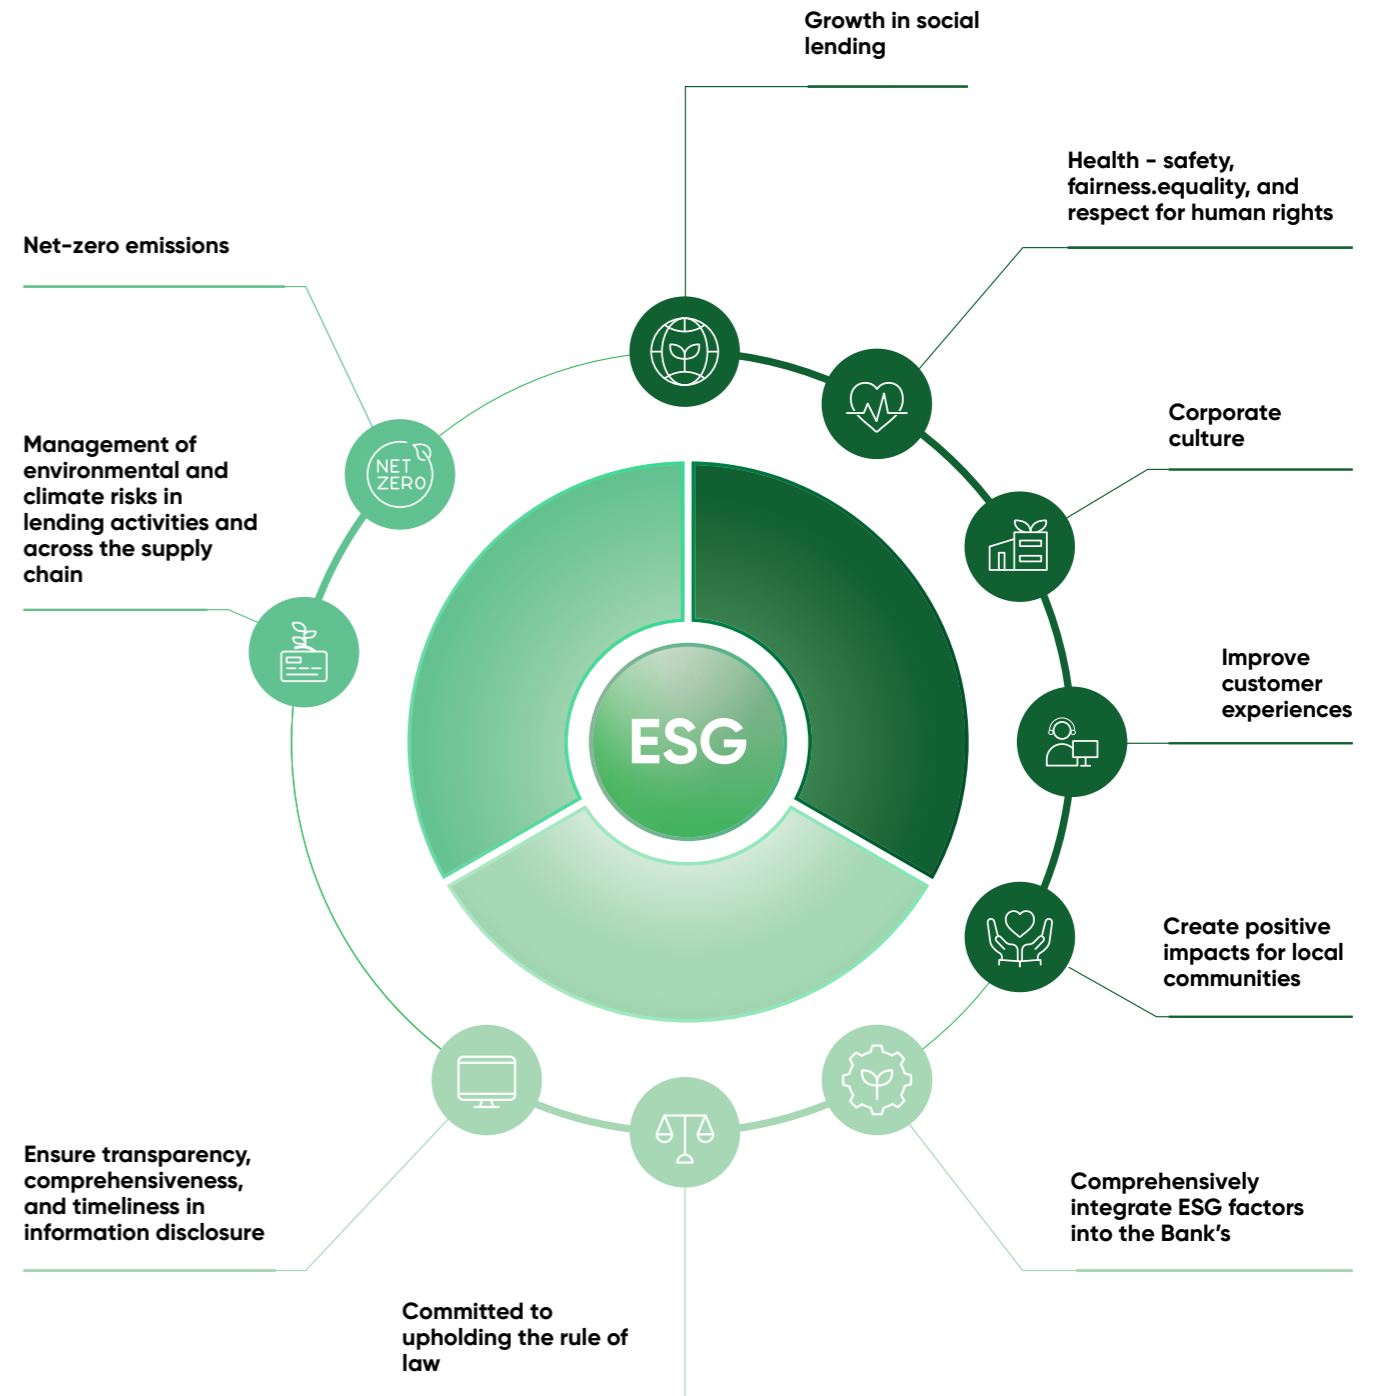 Growth in social
lending
Health - safety,
fairness.equality, and
respect for human rights
Net-zero emissions
Corporate
culture
Management of
environmental and
climate risks in
lending activities and
across the supply
chain
NET
ZERO
Improve
customer
experiences
ESG
Create positive
impacts for local
communities
Ensure transparency,
comprehensiveness,
and timeliness in
information disclosure
Comprehensively
integrate ESG factors
into the Bank's
Committed to
upholding the rule of
law